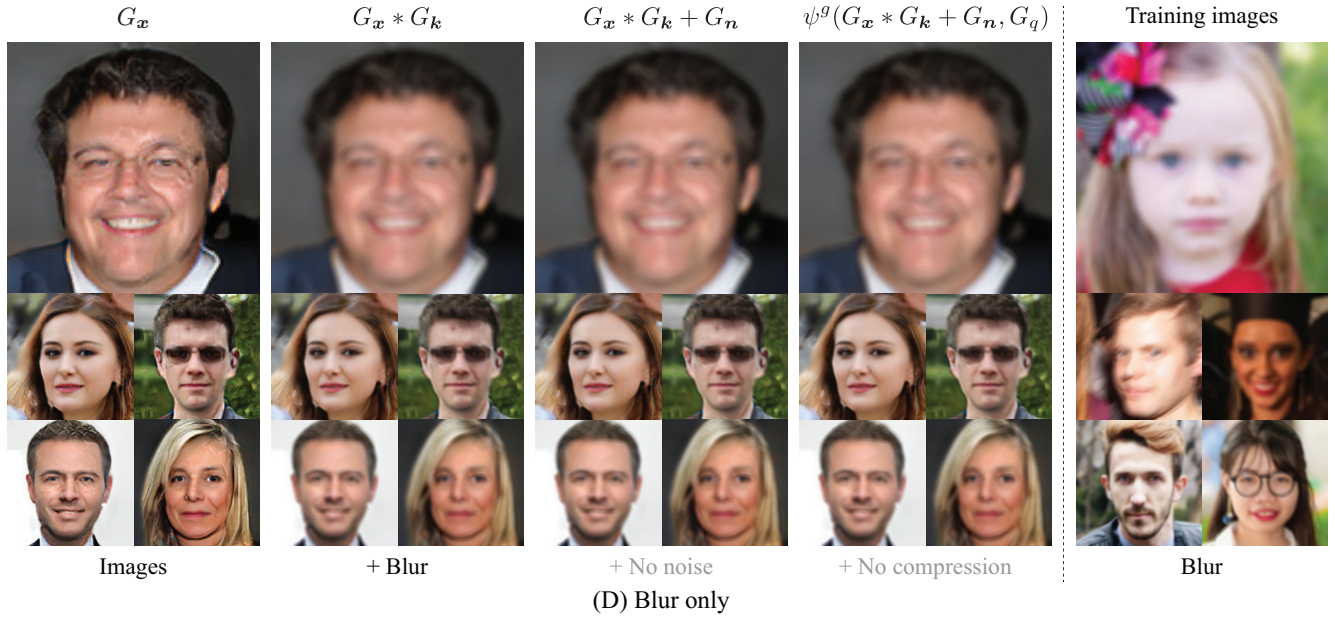 G_x G_x * G_k G_x * G_k + G_n ψ^g(G_x * G_k + G_n, G_q) Training images
Images + Blur + No noise + No compression Blur
(D) Blur only